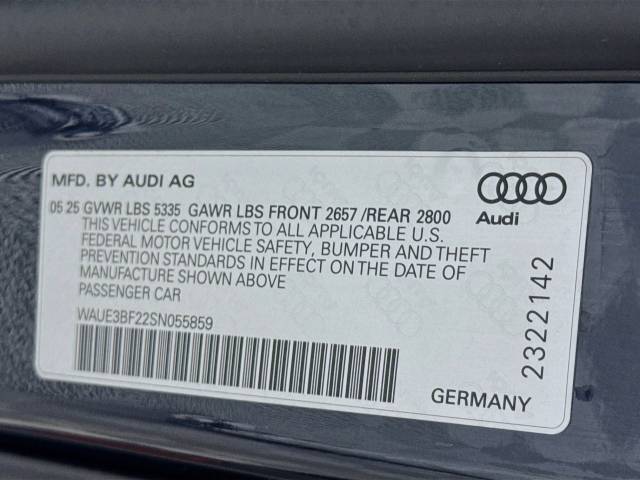 MFD. BY AUDI AG
Audi
05 25 GVWR LBS 5335 GAWR LBS FRONT 2657 /REAR 2800
THIS VEHICLE CONFORMS TO ALL APPLICABLE U.S.
FEDERAL MOTOR VEHICLE SAFETY, BUMPER AND THEFT
PREVENTION STANDARDS IN EFFECT ON THE DATE OF
MANUFACTURE SHOWN ABOVE
PASSENGER CAR
WAUE3BF22SN055859
2322142
GERMANY